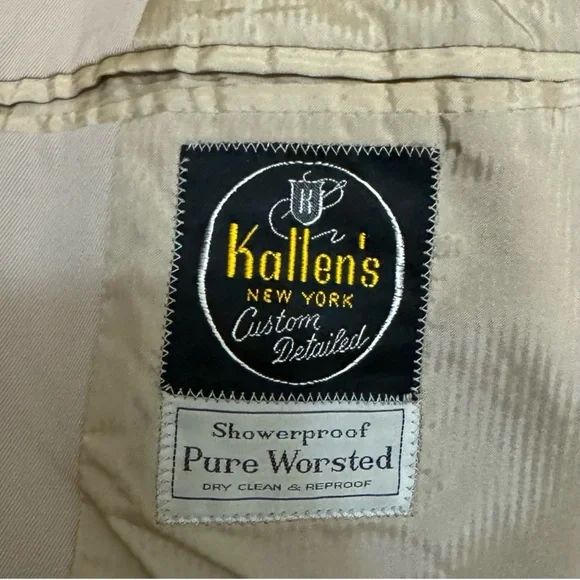 K
Kallen's
NEW YORK
Custom
Detailed
Showerproof
Pure Worsted
DRY CLEAN & REPROOF